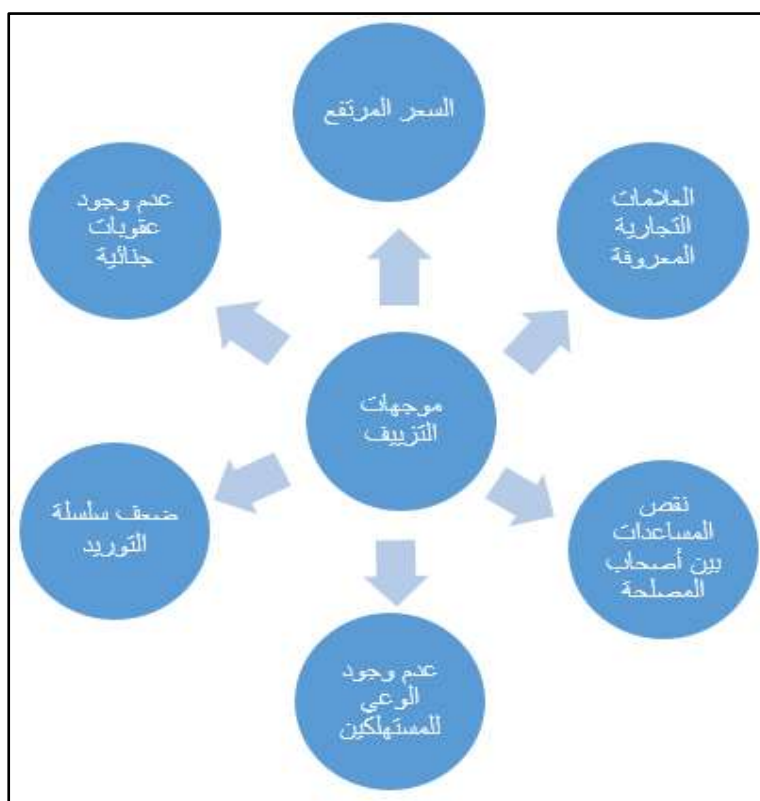 السعر المرتفع
العلامات
التجارية
المعروفة
عدم وجود
عقوبات
جنائية
موجهات
التزييف
نقص
المساعدات
بين أصحاب
المصلحة
ضعف سلسلة
التوريد
عدم وجود
الوعي
للمستهلكين